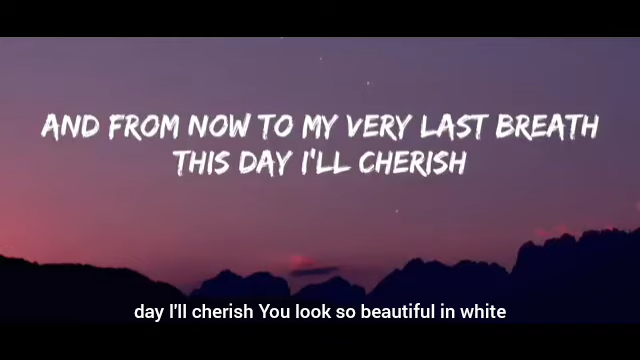 AND FROM NOW TO MY VERY LAST BREATH
THIS DAY I'LL CHERISH
day I'll cherish You look so beautiful in white